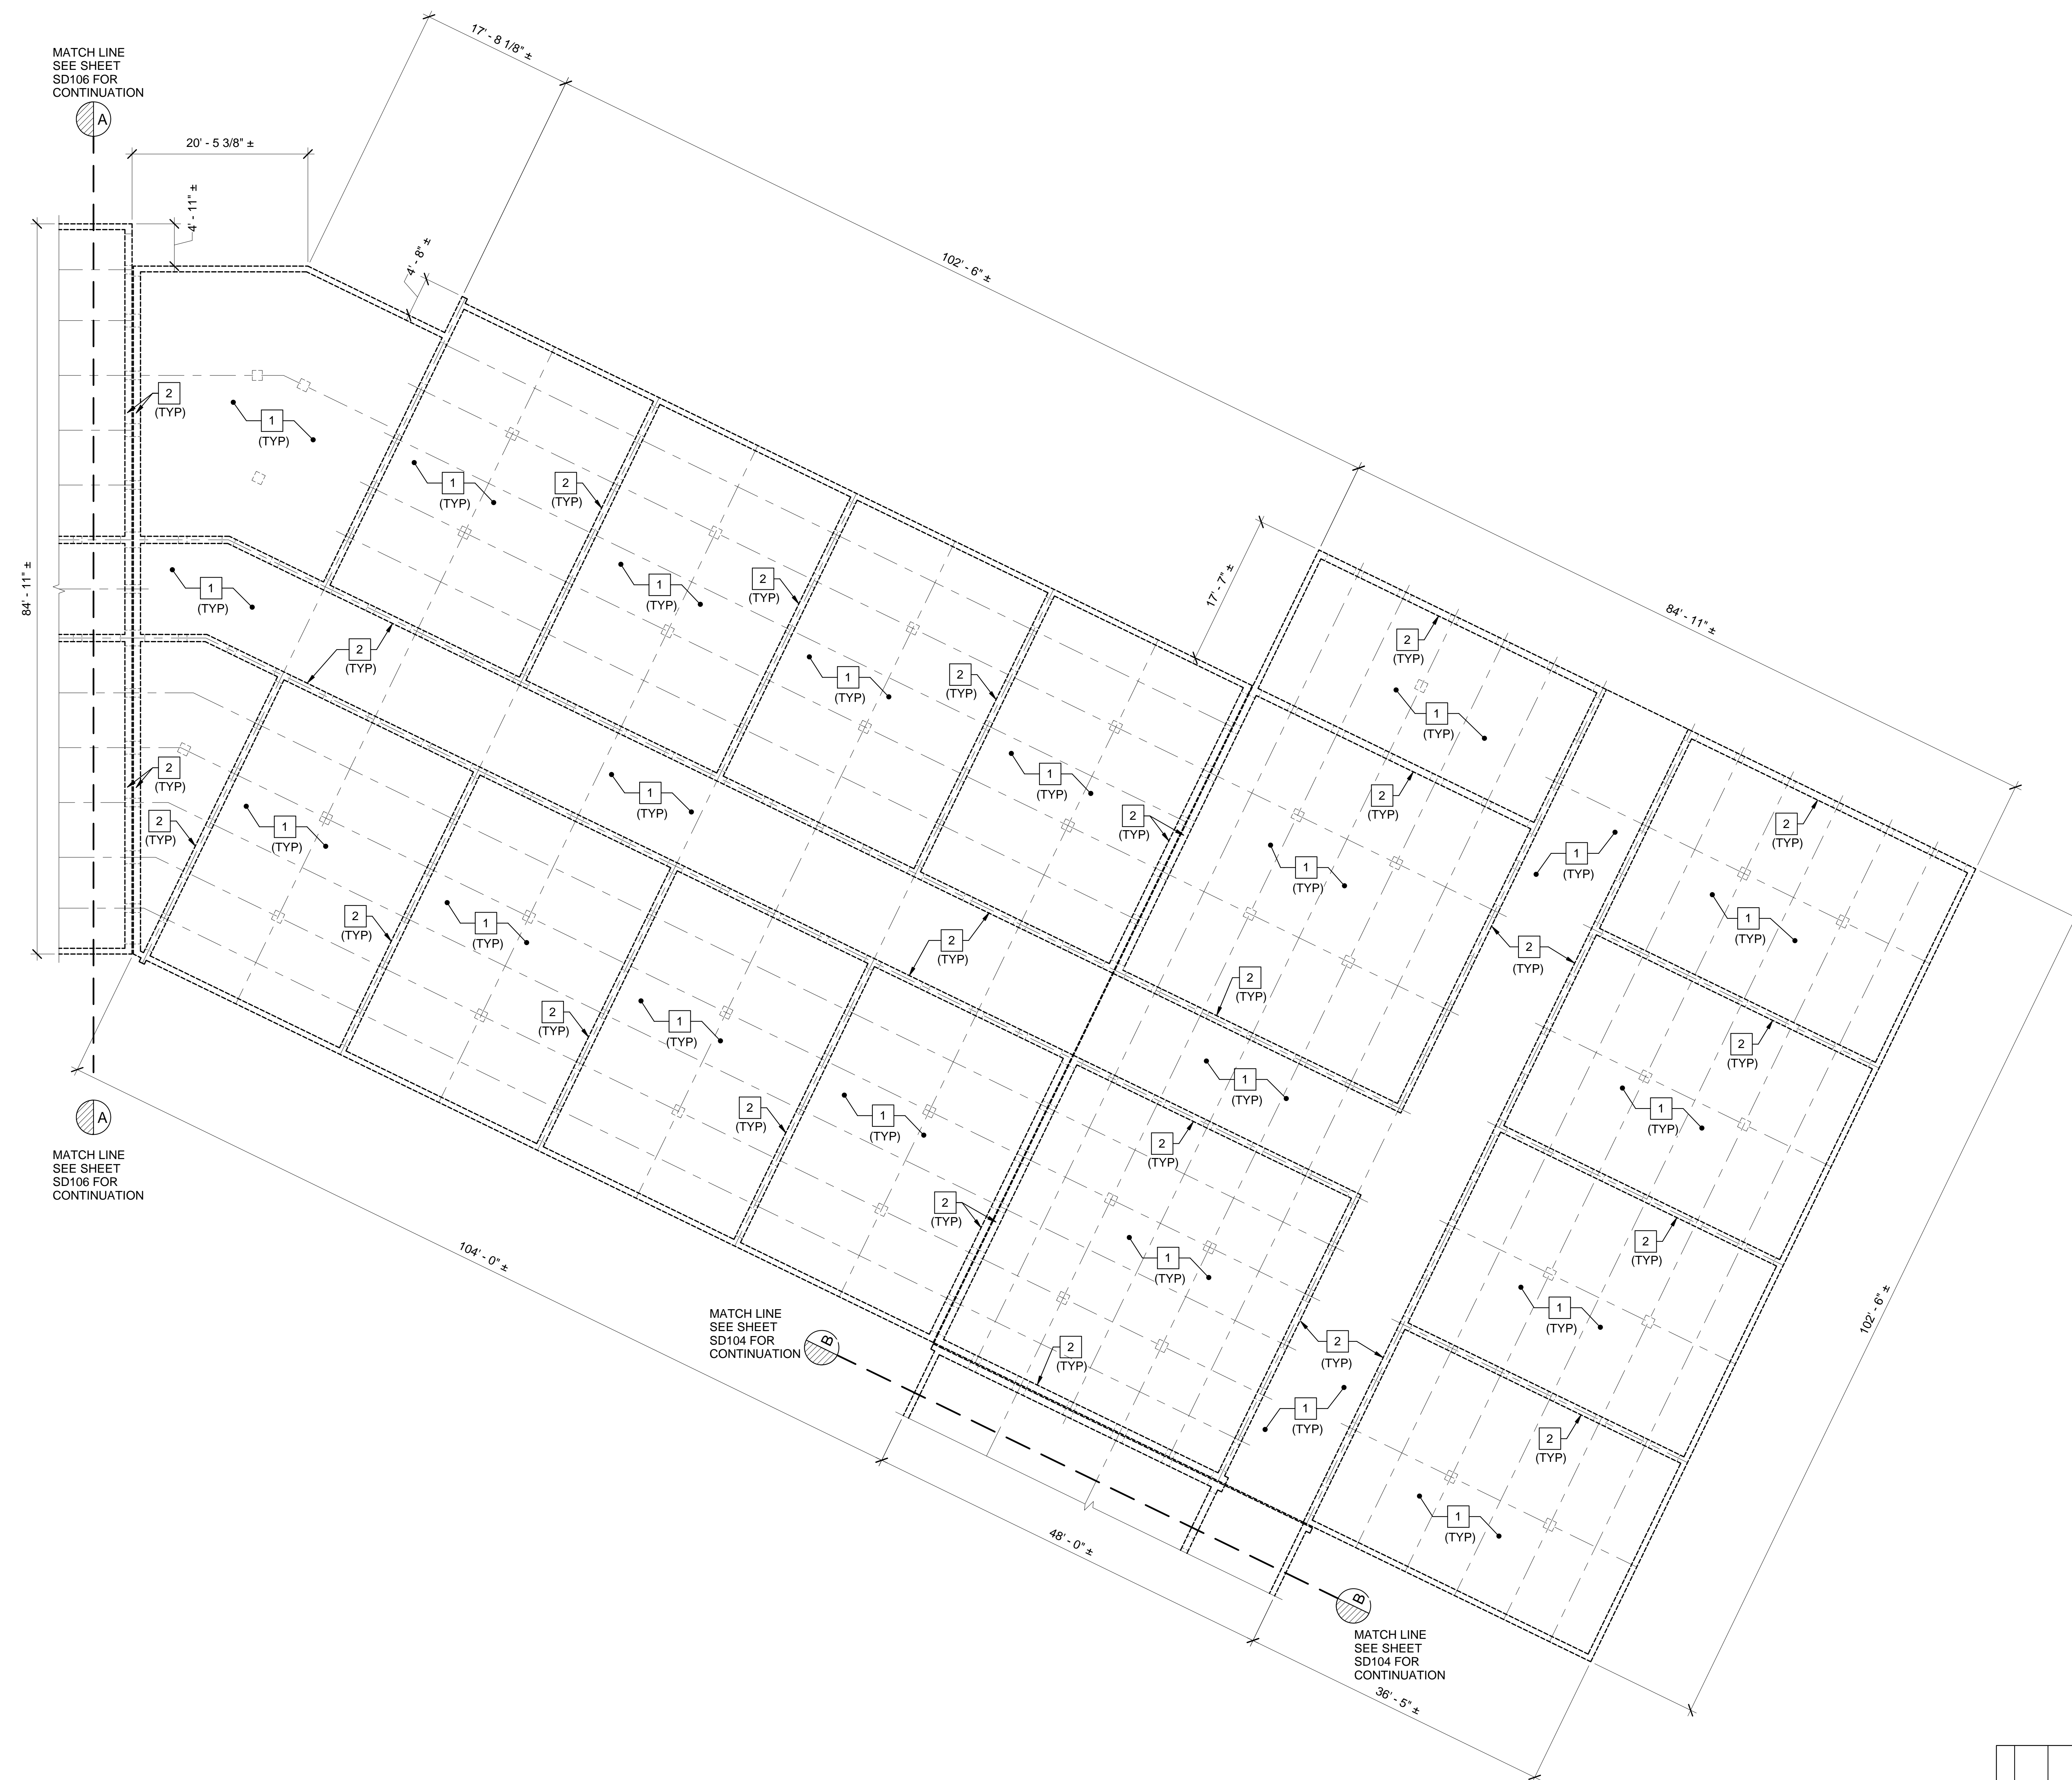 17' - 8 1/8" ±
MATCH LINE
SEE SHEET
SD106 FOR
CONTINUATION
A
20' - 5 3/8" ±
4' - 11" ±
4' - 8" ±
102' - 6" ±
2
(TYP)
1
(TYP)
1
(TYP)
2
(TYP)
84' - 11" ±
1
(TYP)
1
(TYP)
2
(TYP)
17' - 7" ±
84' - 11" ±
2
(TYP)
2
(TYP)
1
(TYP)
2
(TYP)
1
(TYP)
2
(TYP)
1
(TYP)
1
(TYP)
2
(TYP)
2
(TYP)
2
(TYP)
1
(TYP)
2
(TYP)
2
(TYP)
1
(TYP)
1
(TYP)
1
(TYP)
2
(TYP)
1
(TYP)
1
(TYP)
2
(TYP)
2
(TYP)
2
(TYP)
2
(TYP)
1
(TYP)
2
(TYP)
1
(TYP)
1
(TYP)
2
(TYP)
1
(TYP)
2
(TYP)
A
MATCH LINE
SEE SHEET
SD106 FOR
CONTINUATION
2
(TYP)
2
(TYP)
1
(TYP)
104' - 0" ±
102' - 6" ±
1
(TYP)
MATCH LINE
SEE SHEET
SD104 FOR
CONTINUATION
B
2
(TYP)
2
(TYP)
1
(TYP)
2
(TYP)
1
(TYP)
48' - 0" ±
B
MATCH LINE
SEE SHEET
SD104 FOR
CONTINUATION
36' - 5" ±